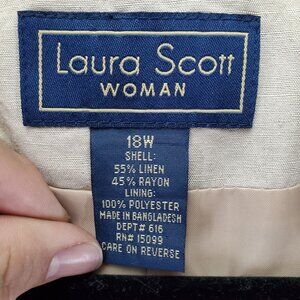 Laura Scott
WOMAN
18W
SHELL:
55% LINEN
45% RAYON
LINING:
100% POLYESTER
MADE IN BANGLADESH
DEPT# 616
RN# 15099
CARE ON REVERSE